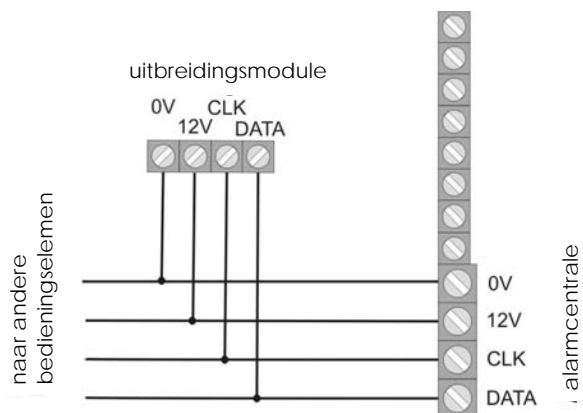 uitbreidingsmodule
0V
12V
CLK
DATA
naar andere
bedieningselemen
0V
12V
CLK
DATA
alarmcentrale